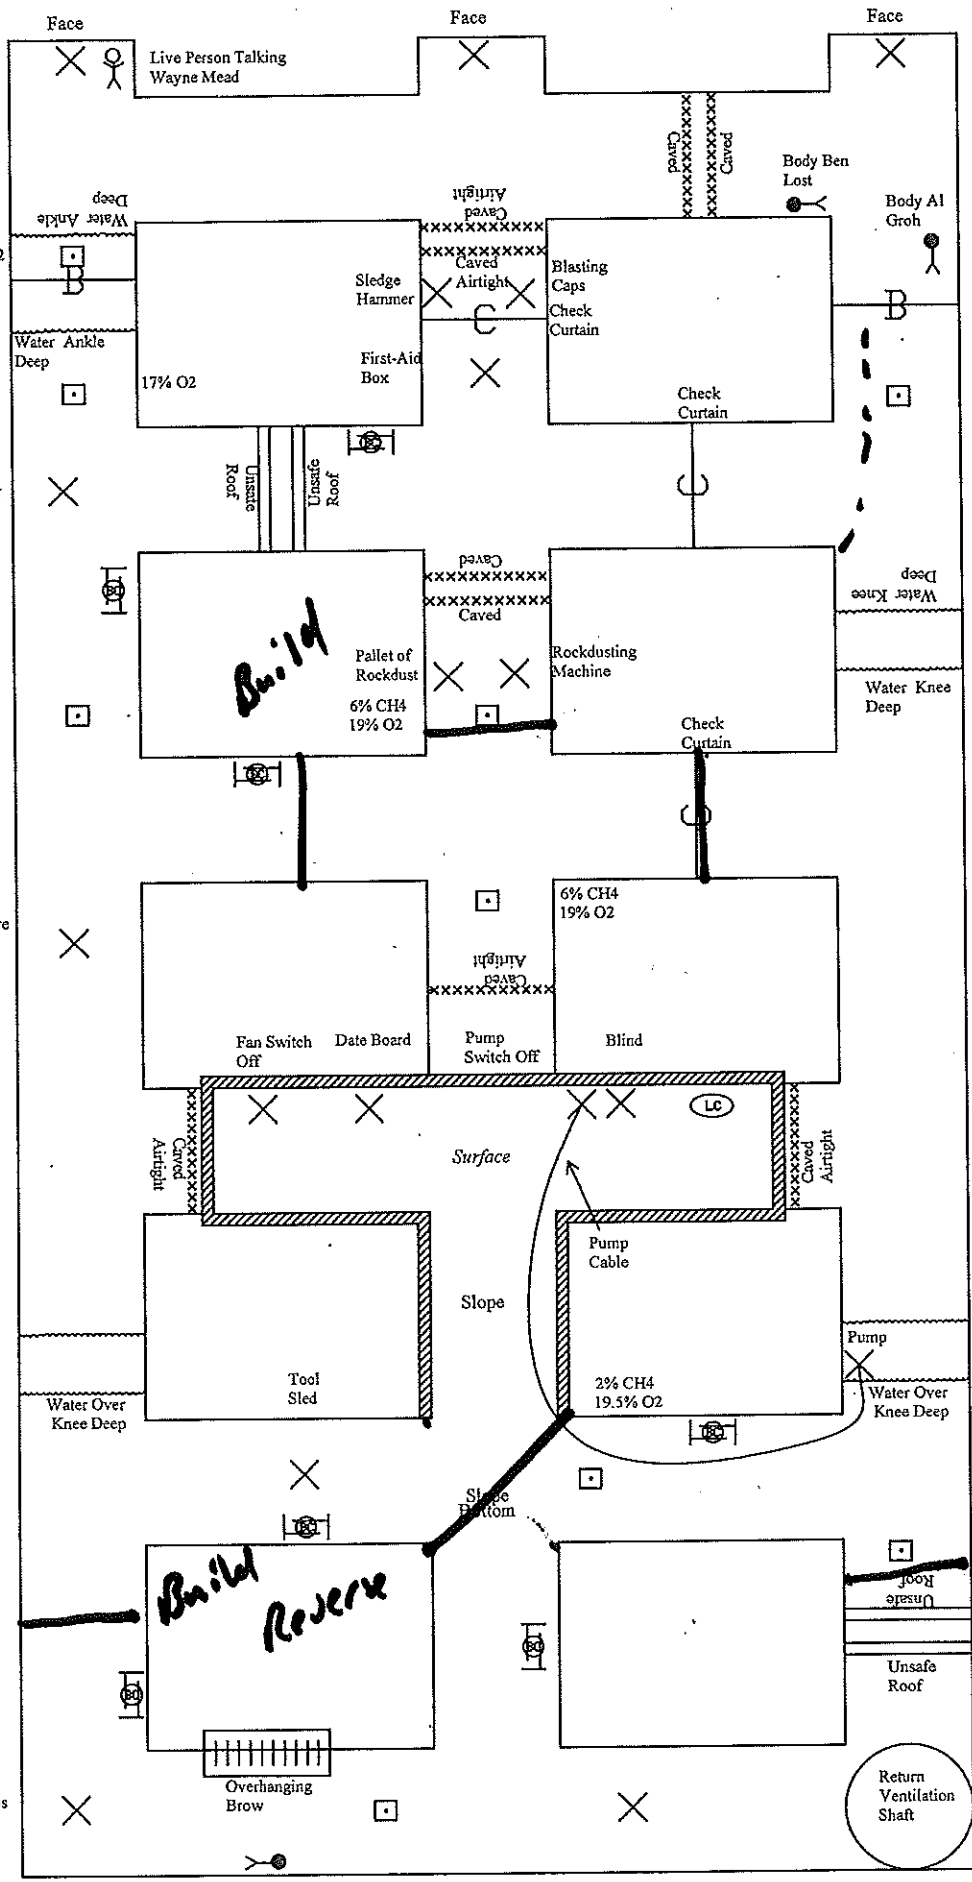 Face
Face
Face
Live Person Talking
Wayne Mead
Caved
Caved
Body Ben
Lost
Body Al
Groh
Water Ankle
Deep
Caved
Airtight
Caved
Airtight
B
Sledge
Hammer
Blasting
Caps
C
Check
Curtain
B
Water Ankle
Deep
17% O2
First-Aid
Box
Check
Curtain
Unsafe
Roof
Unsafe
Roof
C
Caved
Caved
Water Knee
Deep
Build
Pallet of
Rockdust
6% CH4
19% O2
Rockdusting
Machine
Water Knee
Deep
Check
Curtain
C
6% CH4
19% O2
Caved
Airtight
Fan Switch
Off
Date Board
Pump
Switch Off
Blind
LC
Caved
Airtight
Surface
Caved
Airtight
Pump
Cable
Slope
Pump
Tool
Sled
2% CH4
19.5% O2
Water Over
Knee Deep
Water Over
Knee Deep
Slope
Bottom
Build
Reverse
Unsafe
Roof
Unsafe
Roof
Overhanging
Brow
Return
Ventilation
Shaft